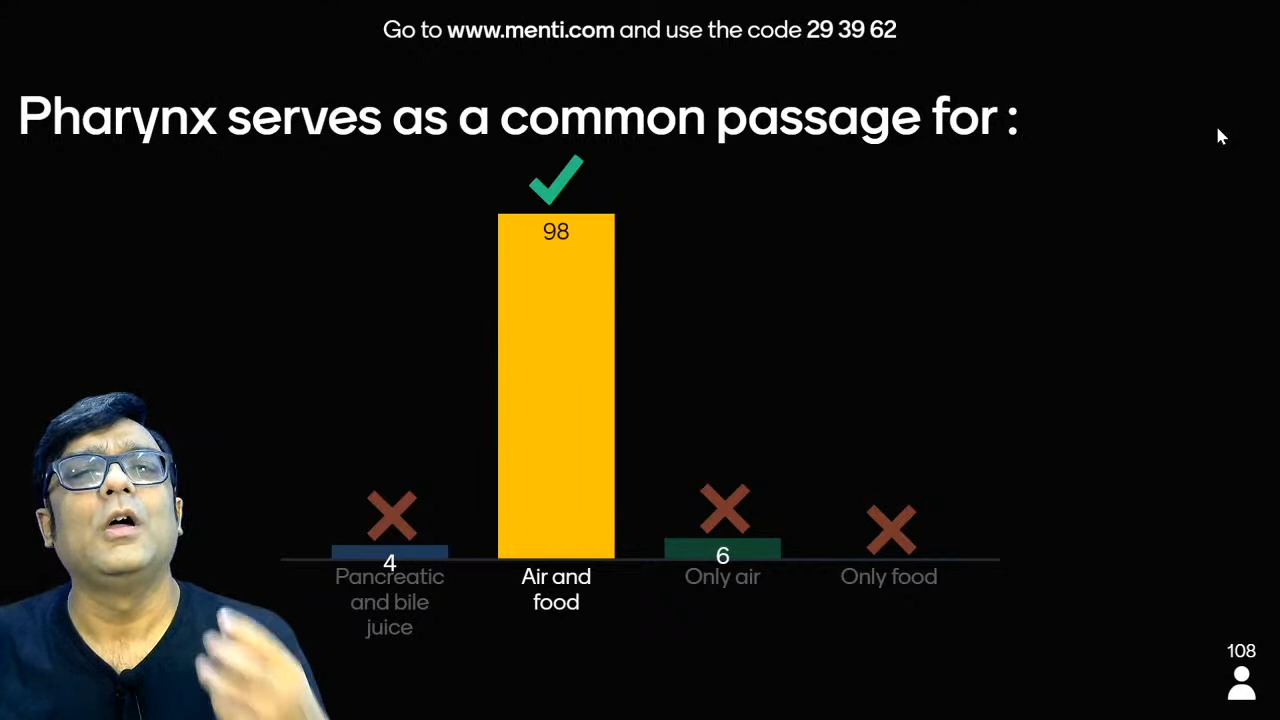 Go to www.menti.com and use the code 29 39 62
Pharynx serves as a common passage for :
98
4
6
Pancreatic
and bile
juice
Air and
food
Only air
Only food
108